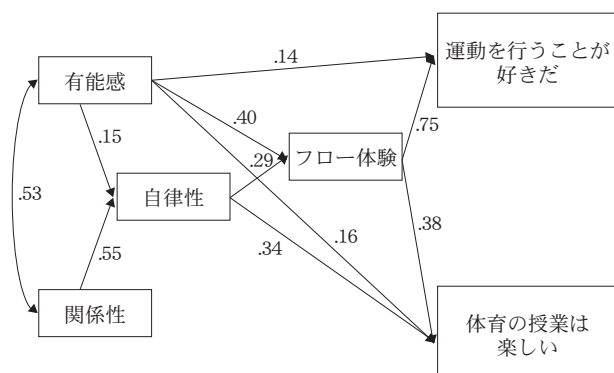 運動を行うことが
好きだ
.14
有能感
.40
.75
.15
フロー体験
.29
.53
自律性
.16
.38
.34
.55
関係性
体育の授業は
楽しい